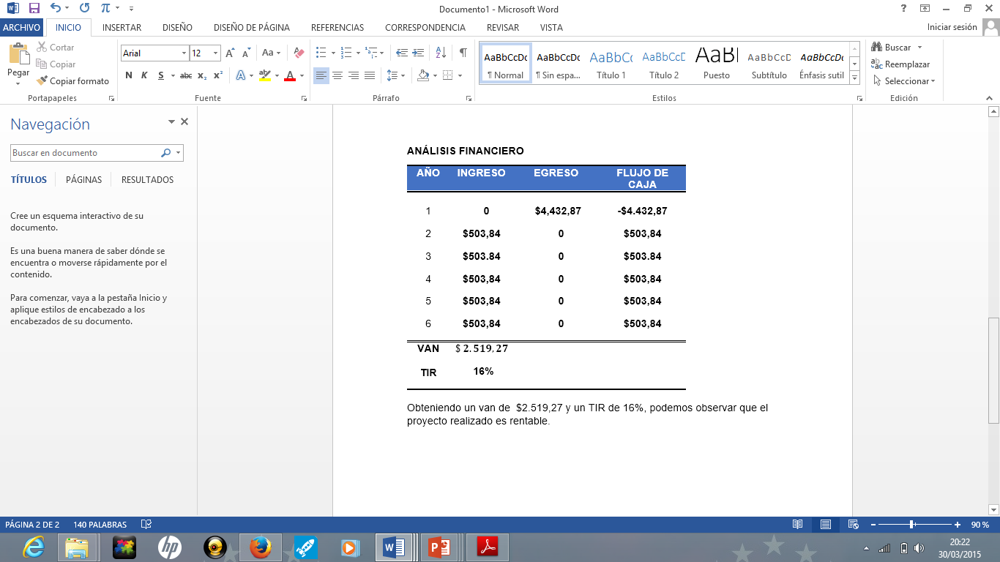 Documento1 - Microsoft Word
ARCHIVO INICIO INSERTAR DISEÑO DISEÑO DE PÁGINA REFERENCIAS CORRESPONDENCIA REVISAR VISTA Iniciar sesión
Cortar
Copiar
Copiar formato
Pegar
Portapapeles
Arial 12
N K S abc x₂ x²
Fuente
Párrafo
AaBbCcDc AaBbCcDc AaBbCc AaBbCcD AaBl AaBbCcD AaBbCcDc
¶ Normal ¶ Sin espa... Título 1 Título 2 Puesto Subtítulo Énfasis sutil
Estilos
Buscar
Reemplazar
Seleccionar
Edición
Navegación
Buscar en documento
TÍTULOS PÁGINAS RESULTADOS
Cree un esquema interactivo de su
documento.
Es una buena manera de saber dónde se
encuentra o moverse rápidamente por el
contenido.
Para comenzar, vaya a la pestaña Inicio y
aplique estilos de encabezado a los
encabezados de su documento.
ANÁLISIS FINANCIERO
AÑO INGRESO EGRESO FLUJO DE
CAJA
1 0 $4,432,87 -$4.432,87
2 $503,84 0 $503,84
3 $503.84 0 $503.84
4 $503,84 0 $503,84
5 $503,84 0 $503,84
6 $503,84 0 $503,84
VAN $ 2.519,27
TIR 16%
Obteniendo un van de $2.519,27 y un TIR de 16%, podemos observar que el
proyecto realizado es rentable.
PÁGINA 2 DE 2 140 PALABRAS 90 %
20:22
30/03/2015